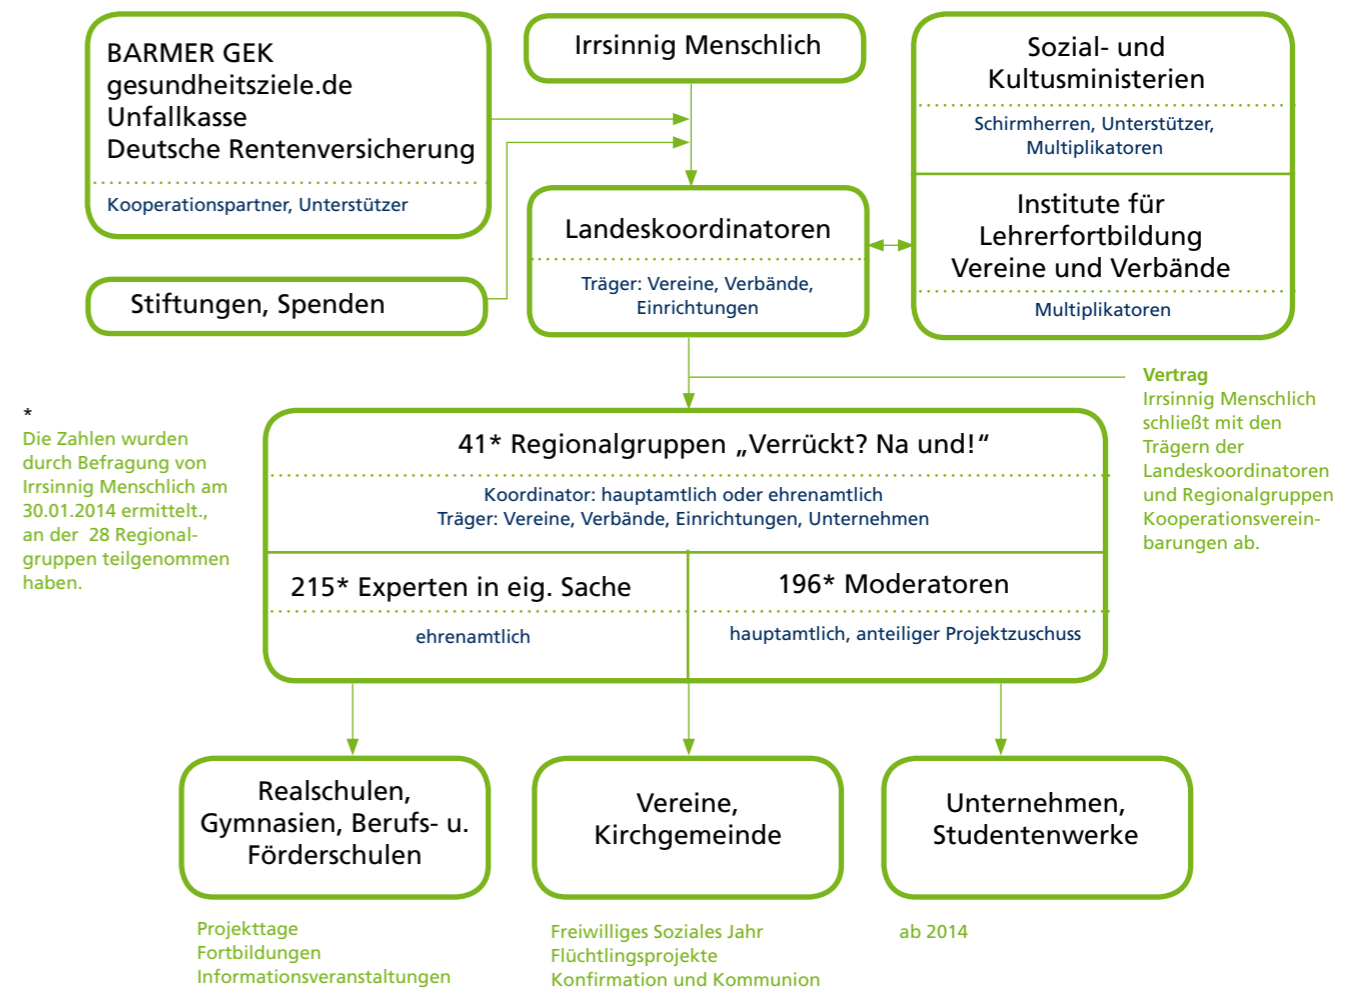 BARMER GEK
gesundheitsziele.de
Unfallkasse
Deutsche Rentenversicherung
Kooperationspartner, Unterstützer
Stiftungen, Spenden
Irrsinnig Menschlich
Landeskoordinatoren
Träger: Vereine, Verbände,
Einrichtungen
Sozial- und
Kultusministerien
Schirmherren, Unterstützer,
Multiplikatoren
Institute für
Lehrerfortbildung
Vereine und Verbände
Multiplikatoren
Vertrag
Irrsinnig Menschlich
schließt mit den
Trägern der
Landeskoordinatoren
und Regionalgruppen
Kooperationsverein-
barungen ab.
*
Die Zahlen wurden
durch Befragung von
Irrsinnig Menschlich am
30.01.2014 ermittelt.,
an der 28 Regional-
gruppen teilgenommen
haben.
41* Regionalgruppen „Verrückt? Na und!“
Koordinator: hauptamtlich oder ehrenamtlich
Träger: Vereine, Verbände, Einrichtungen, Unternehmen
215* Experten in eig. Sache
ehrenamtlich
196* Moderatoren
hauptamtlich, anteiliger Projektzuschuss
Realschulen,
Gymnasien, Berufs- u.
Förderschulen
Projekttage
Fortbildungen
Informationsveranstaltungen
Vereine,
Kirchgemeinde
Freiwilliges Soziales Jahr
Flüchtlingsprojekte
Konfirmation und Kommunion
Unternehmen,
Studentenwerke
ab 2014